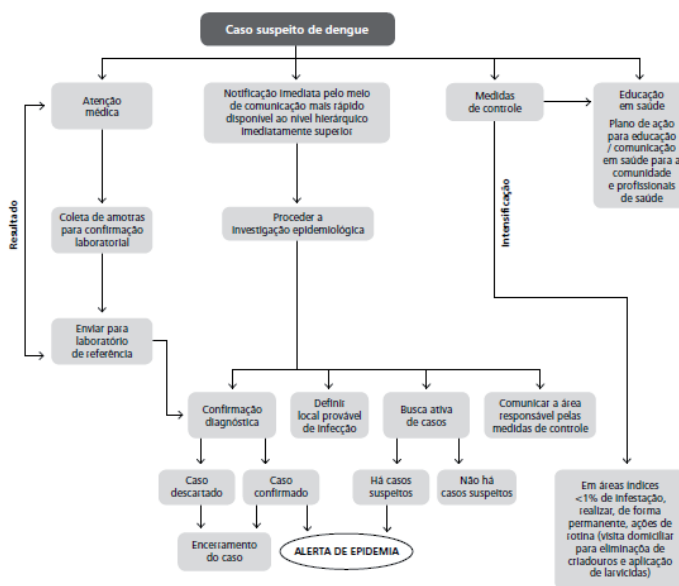 Caso suspeito de dengue
Atenção
médica
Notificação imediata pelo meio
de comunicação mais rápido
disponível ao nível hierárquico
imediatamente superior
Medidas
de controle
Educação
em saúde
Plano de ação
para educação
/ comunicação
em saúde para a
comunidade
e profissionais
de saúde
Resultado
Intensificação
Coleta de amotras
para confirmação
laboratorial
Proceder a
investigação epidemiológica
Enviar para
laboratório
de referência
Confirmação
diagnóstica
Definir
local provável
de infecção
Busca ativa
de casos
Comunicar a área
responsável pelas
medidas de controle
Caso
descartado
Caso
confirmado
Há casos
suspeitos
Não há
casos suspeitos
Em áreas índices
<1% de infestação,
realizar, de forma
permanente, ações de
rotina (visita domiciliar
para eliminaçõa de
criadouros e aplicação
de larvicidas)
Encerramento
do caso
ALERTA DE EPIDEMIA